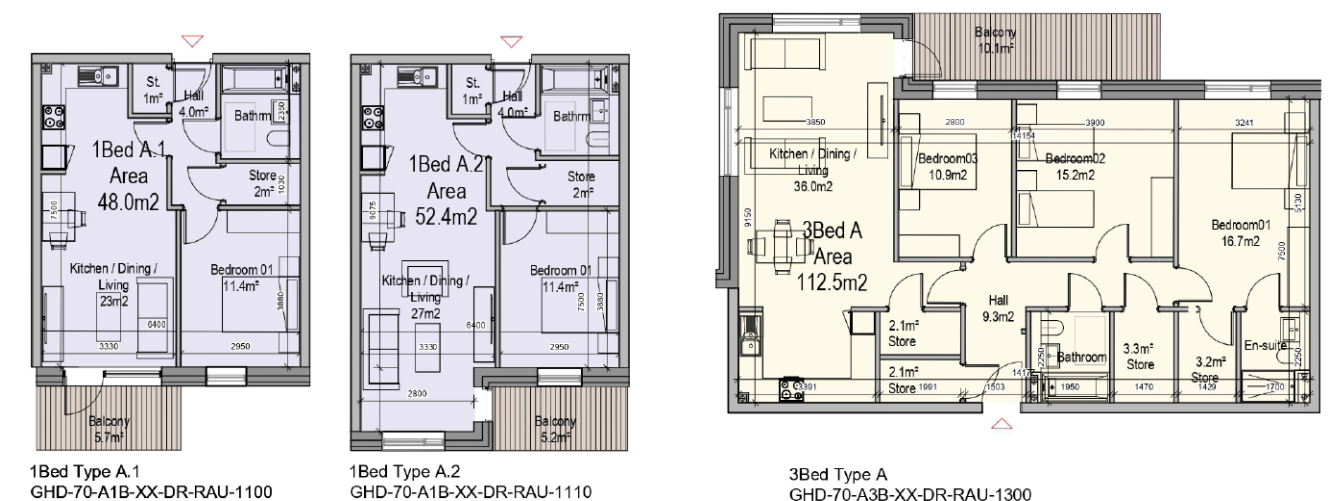 St.
1m²
Hall
4.0m²
Bathrm
2350
1Bed A.1
Area
48.0m2
Store
2m²
1030
7500
Kitchen / Dining /
Living
23m2
Bedroom 01
11.4m²
3880
6400
3330
2950
Balcony
5.7m²
1Bed Type A.1
GHD-70-A1B-XX-DR-RAU-1100
St.
1m²
Hall
4.0m²
Bathrm
1Bed A.2
Area
52.4m2
Store
2m²
9075
Kitchen / Dining /
Living
27m2
Bedroom 01
11.4m²
7500
3880
6400
3330
2950
2800
Balcony
5.2m²
1Bed Type A.2
GHD-70-A1B-XX-DR-RAU-1110
Balcony
10.1m²
3850
2800
3900
3241
14154
Kitchen / Dining /
Living
36.0m2
Bedroom03
10.9m²
Bedroom02
15.2m²
Bedroom01
16.7m²
9150
5130
7500
3Bed A
Area
112.5m2
Hall
9.3m2
2.1m²
Store
2.1m²
Store
Bathroom
2250
3.3m²
Store
3.2m²
Store
En-suite
2250
14177
3391
1991
1503
1950
1470
1429
1700
3Bed Type A
GHD-70-A3B-XX-DR-RAU-1300